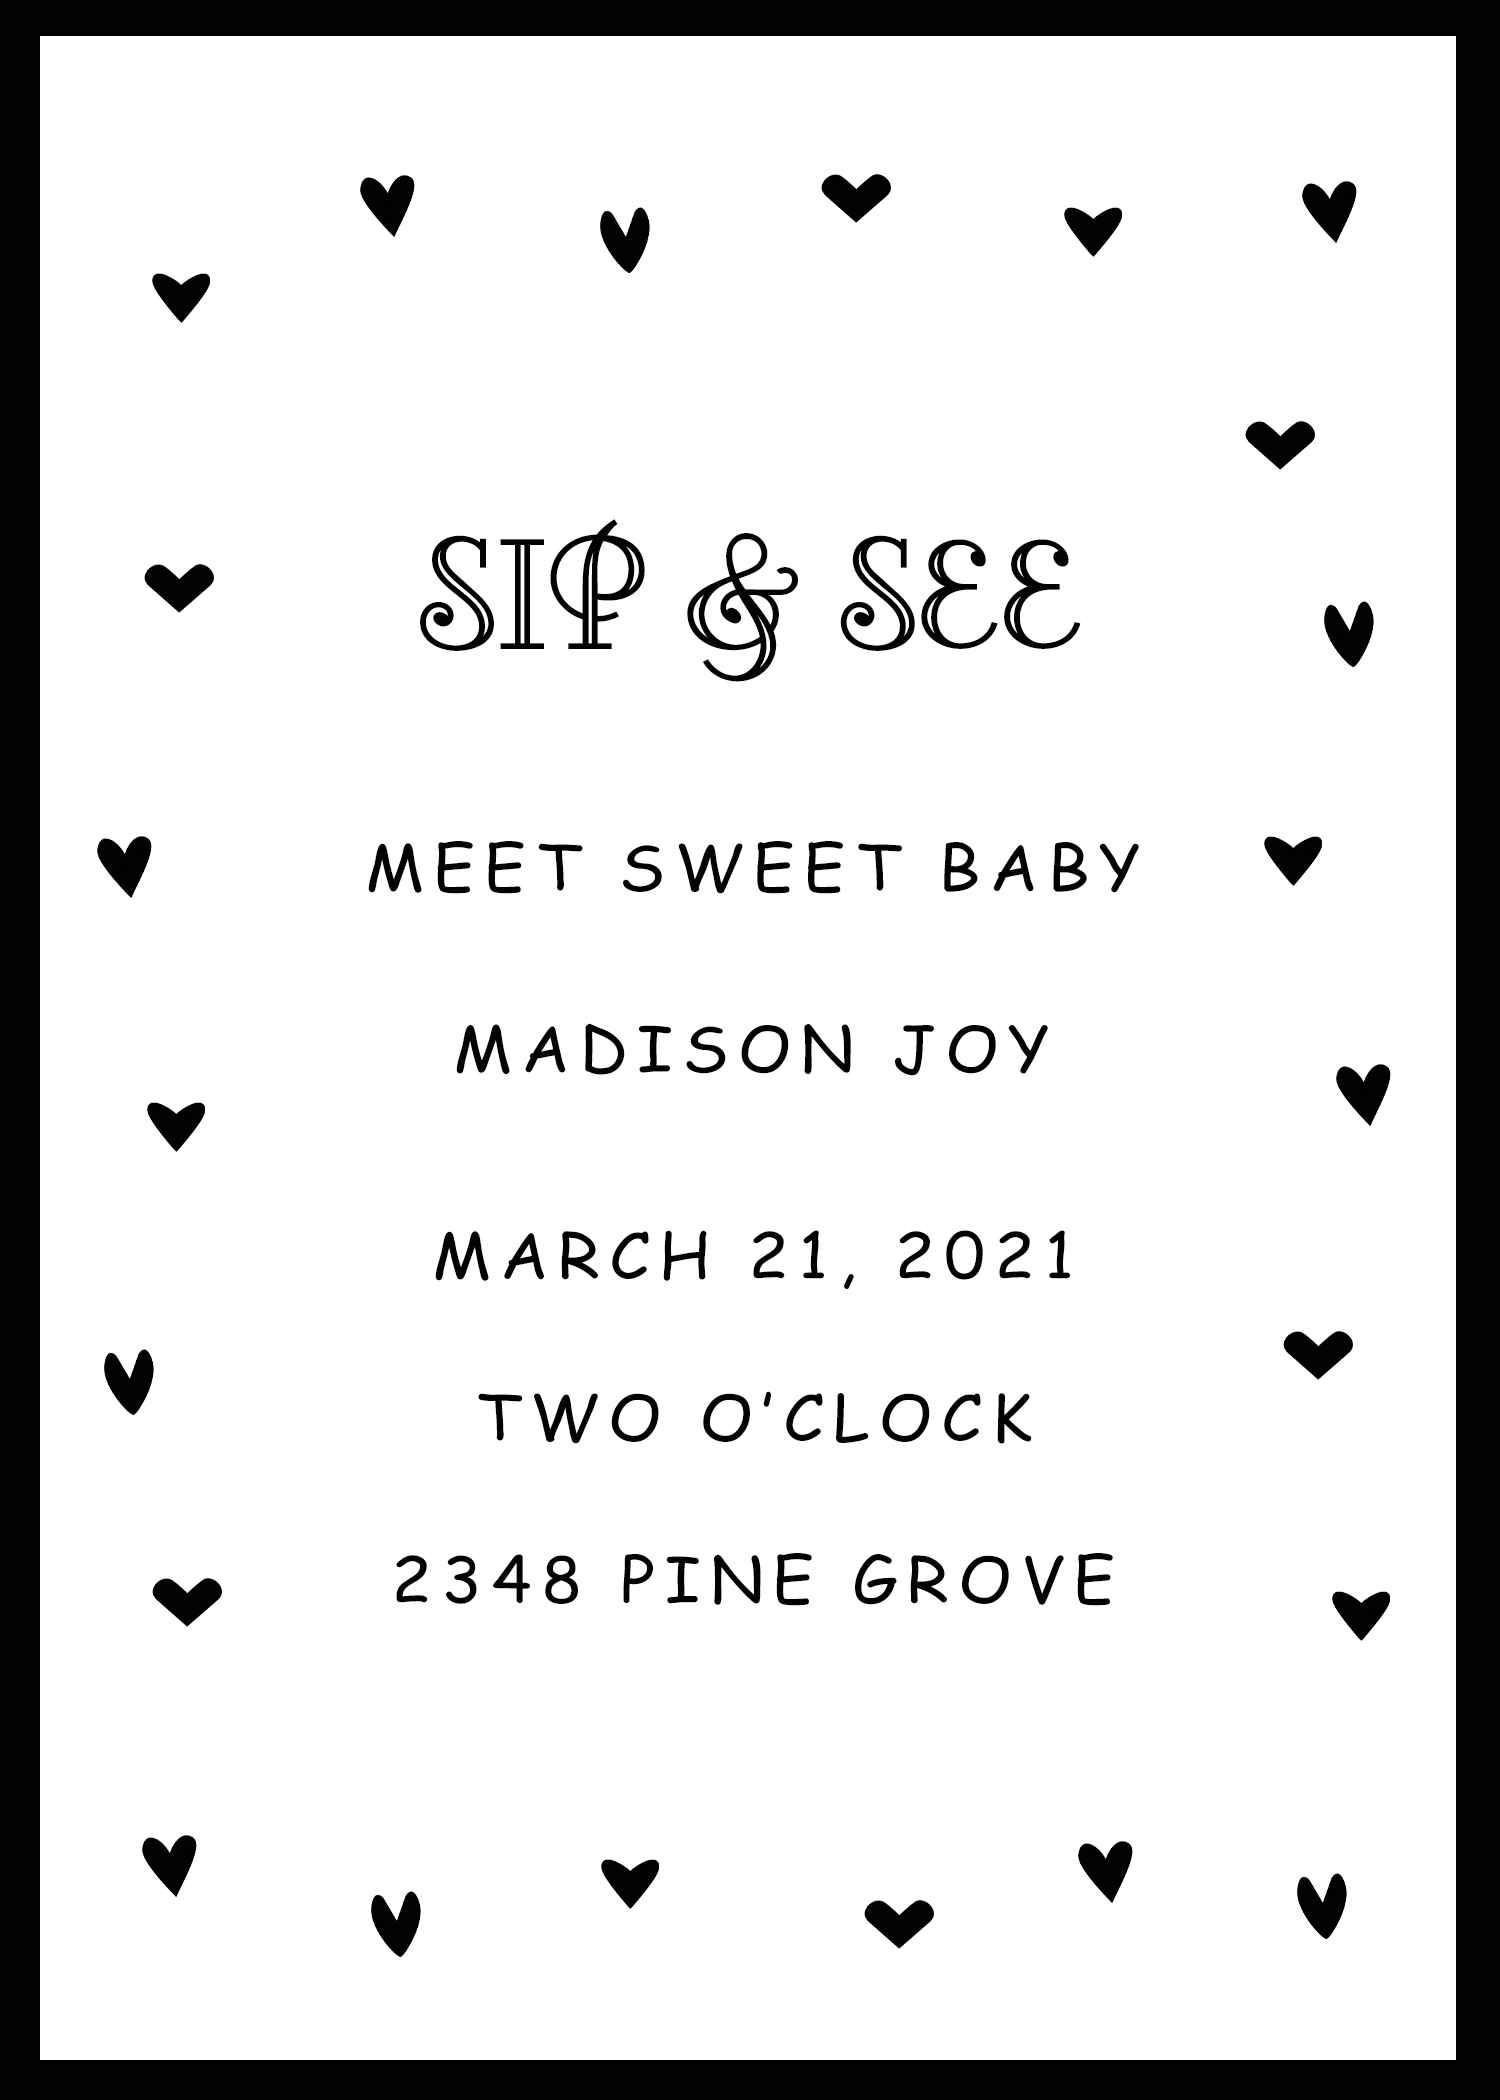 SIP & SEE
MEET SWEET BABY
MADISON JOY
MARCH 21, 2021
TWO O'CLOCK
2348 PINE GROVE